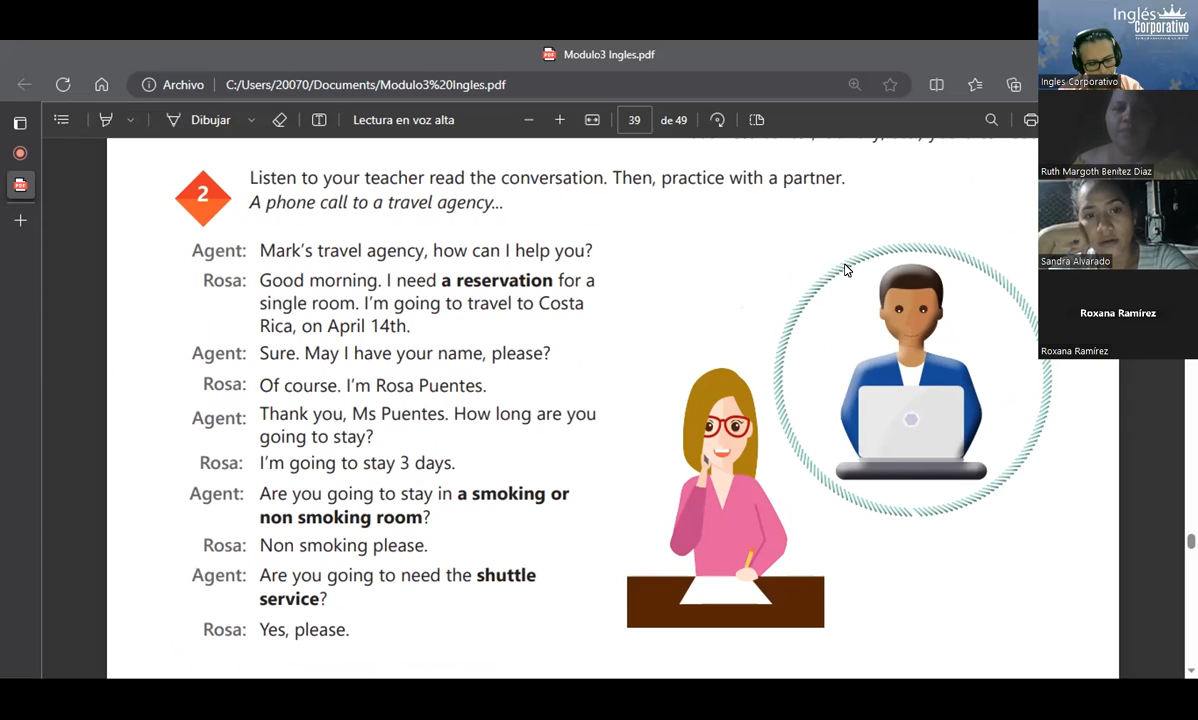 Inglés
Corporativo
Modulo3 Ingles.pdf
Archivo C:/Users/20070/Documents/Modulo3%20Ingles.pdf
Ingles Corporativo
Dibujar Lectura en voz alta 39 de 49
Ruth Margoth Benítez Diaz
2
Listen to your teacher read the conversation. Then, practice with a partner.
A phone call to a travel agency...
Agent: Mark's travel agency, how can I help you?
Rosa: Good morning. I need a reservation for a
single room. I'm going to travel to Costa
Rica, on April 14th.
Sandra Alvarado
Roxana Ramírez
Roxana Ramírez
Agent: Sure. May I have your name, please?
Rosa: Of course. I'm Rosa Puentes.
Agent: Thank you, Ms Puentes. How long are you
going to stay?
Rosa: I'm going to stay 3 days.
Agent: Are you going to stay in a smoking or
non smoking room?
Rosa: Non smoking please.
Agent: Are you going to need the shuttle
service?
Rosa: Yes, please.